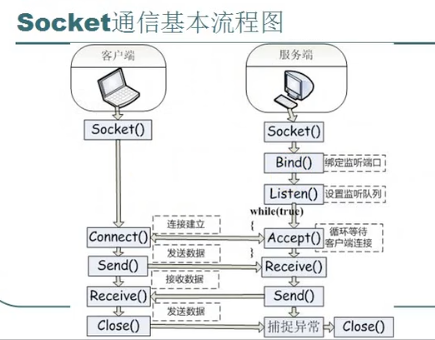 Socket通信基本流程图
客户端
服务端
Socket()
Socket()
Bind()
绑定监听端口
Listen()
设置监听队列
while(true)
{
连接建立
Connect()
Accept()
循环等待
客户端连接
发送数据
}
Send()
Receive()
接收数据
Receive()
Send()
发送数据
Close()
捕捉异常
Close()